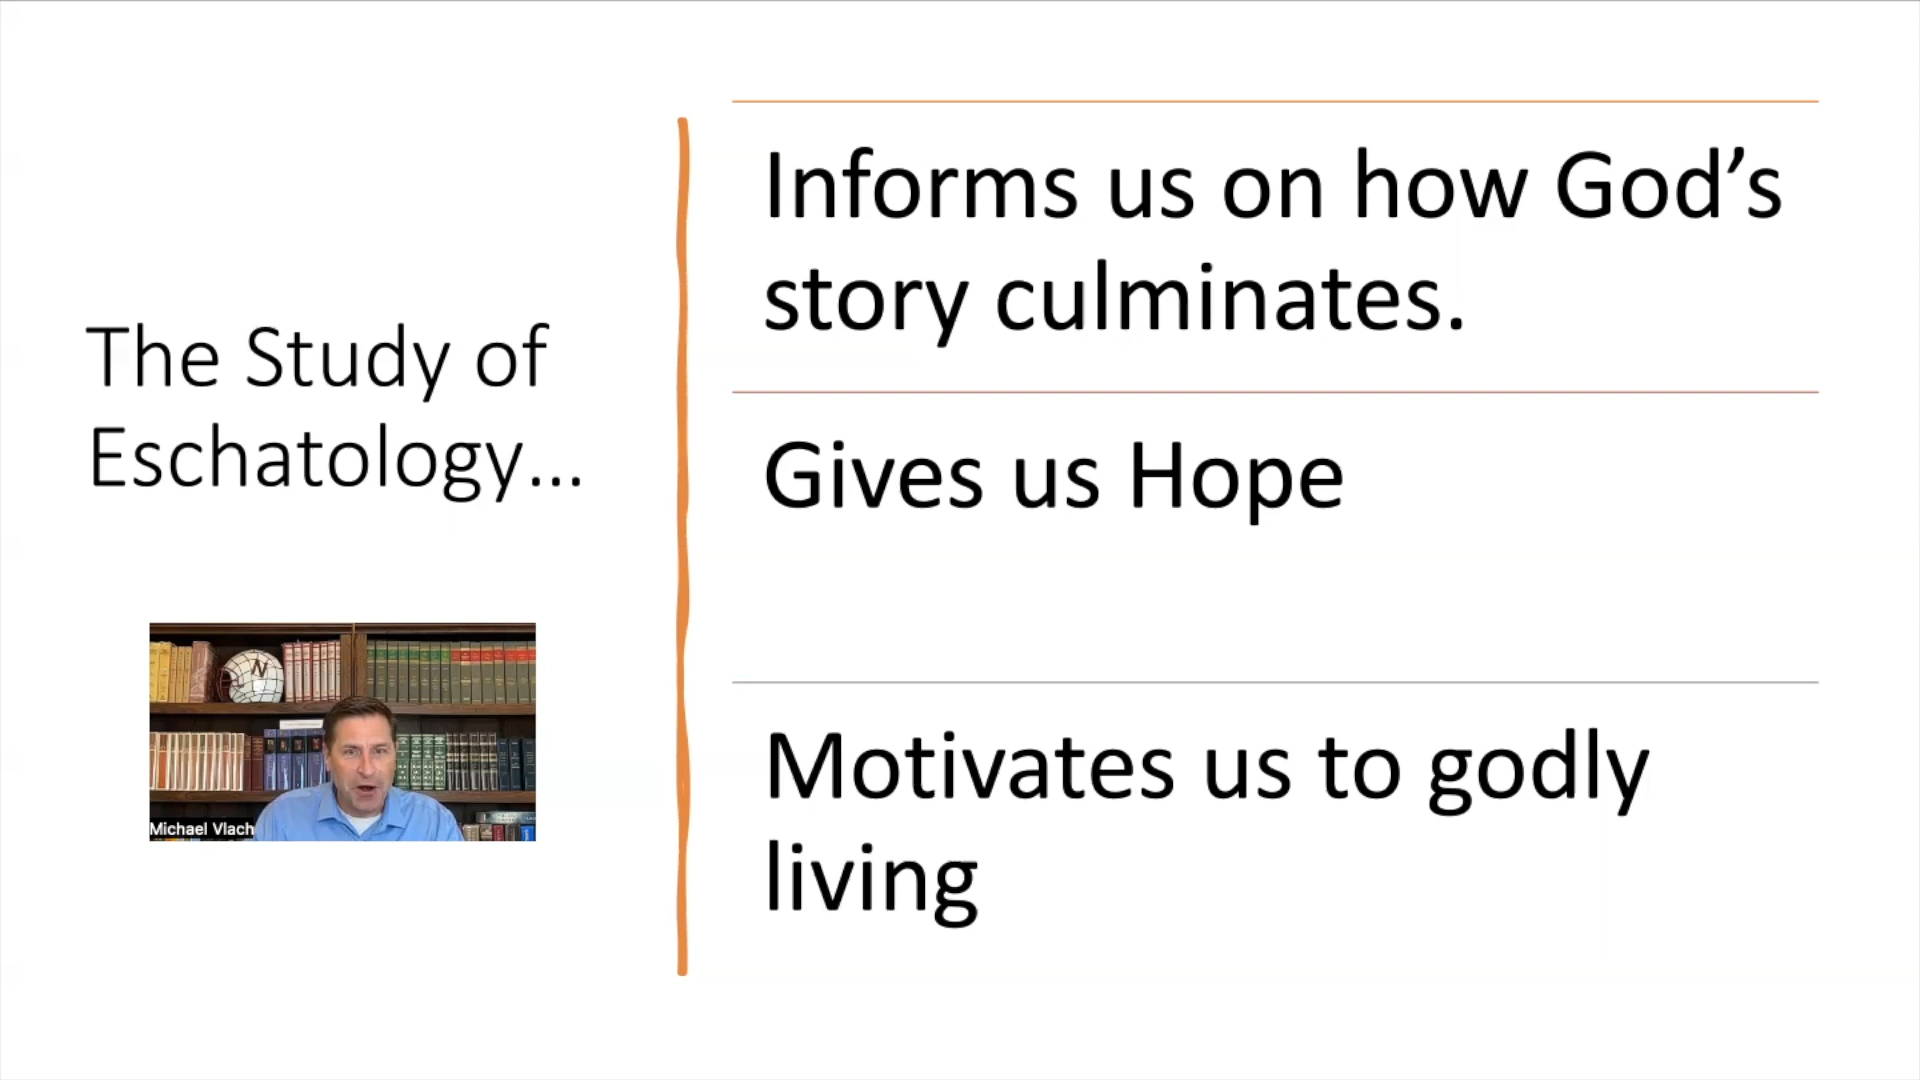 The Study of
Eschatology...
Informs us on how God’s
story culminates.
Gives us Hope
Motivates us to godly
living
N
Michael Vlach